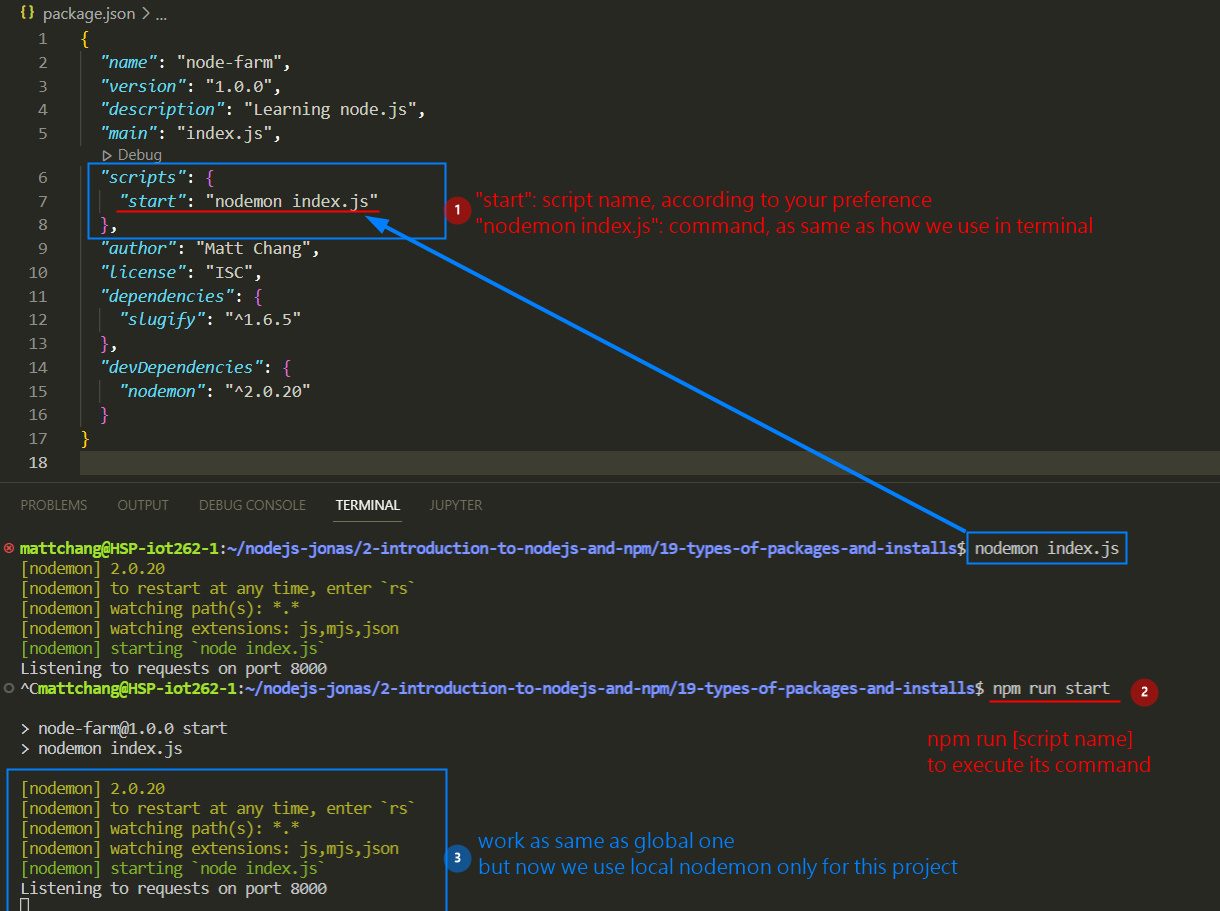 {} package.json > ...
1 {
2 "name": "node-farm",
3 "version": "1.0.0",
4 "description": "Learning node.js",
5 "main": "index.js",
Debug
6 "scripts": {
7 "start": "nodemon index.js"
8 },
9 "author": "Matt Chang",
10 "license": "ISC",
11 "dependencies": {
12 "slugify": "^1.6.5"
13 },
14 "devDependencies": {
15 "nodemon": "^2.0.20"
16 }
17 }
18
1 "start": script name, according to your preference
"nodemon index.js": command, as same as how we use in terminal
PROBLEMS OUTPUT DEBUG CONSOLE TERMINAL JUPYTER
mattchang@HSP-iot262-1:~/nodejs-jonas/2-introduction-to-nodejs-and-npm/19-types-of-packages-and-installs$ nodemon index.js
[nodemon] 2.0.20
[nodemon] to restart at any time, enter `rs`
[nodemon] watching path(s): *.*
[nodemon] watching extensions: js,mjs,json
[nodemon] starting `node index.js`
Listening to requests on port 8000
^Cmattchang@HSP-iot262-1:~/nodejs-jonas/2-introduction-to-nodejs-and-npm/19-types-of-packages-and-installs$ npm run start 2
> node-farm@1.0.0 start
> nodemon index.js
npm run [script name]
to execute its command
[nodemon] 2.0.20
[nodemon] to restart at any time, enter `rs`
[nodemon] watching path(s): *.*
[nodemon] watching extensions: js,mjs,json
[nodemon] starting `node index.js`
Listening to requests on port 8000
3 work as same as global one
but now we use local nodemon only for this project